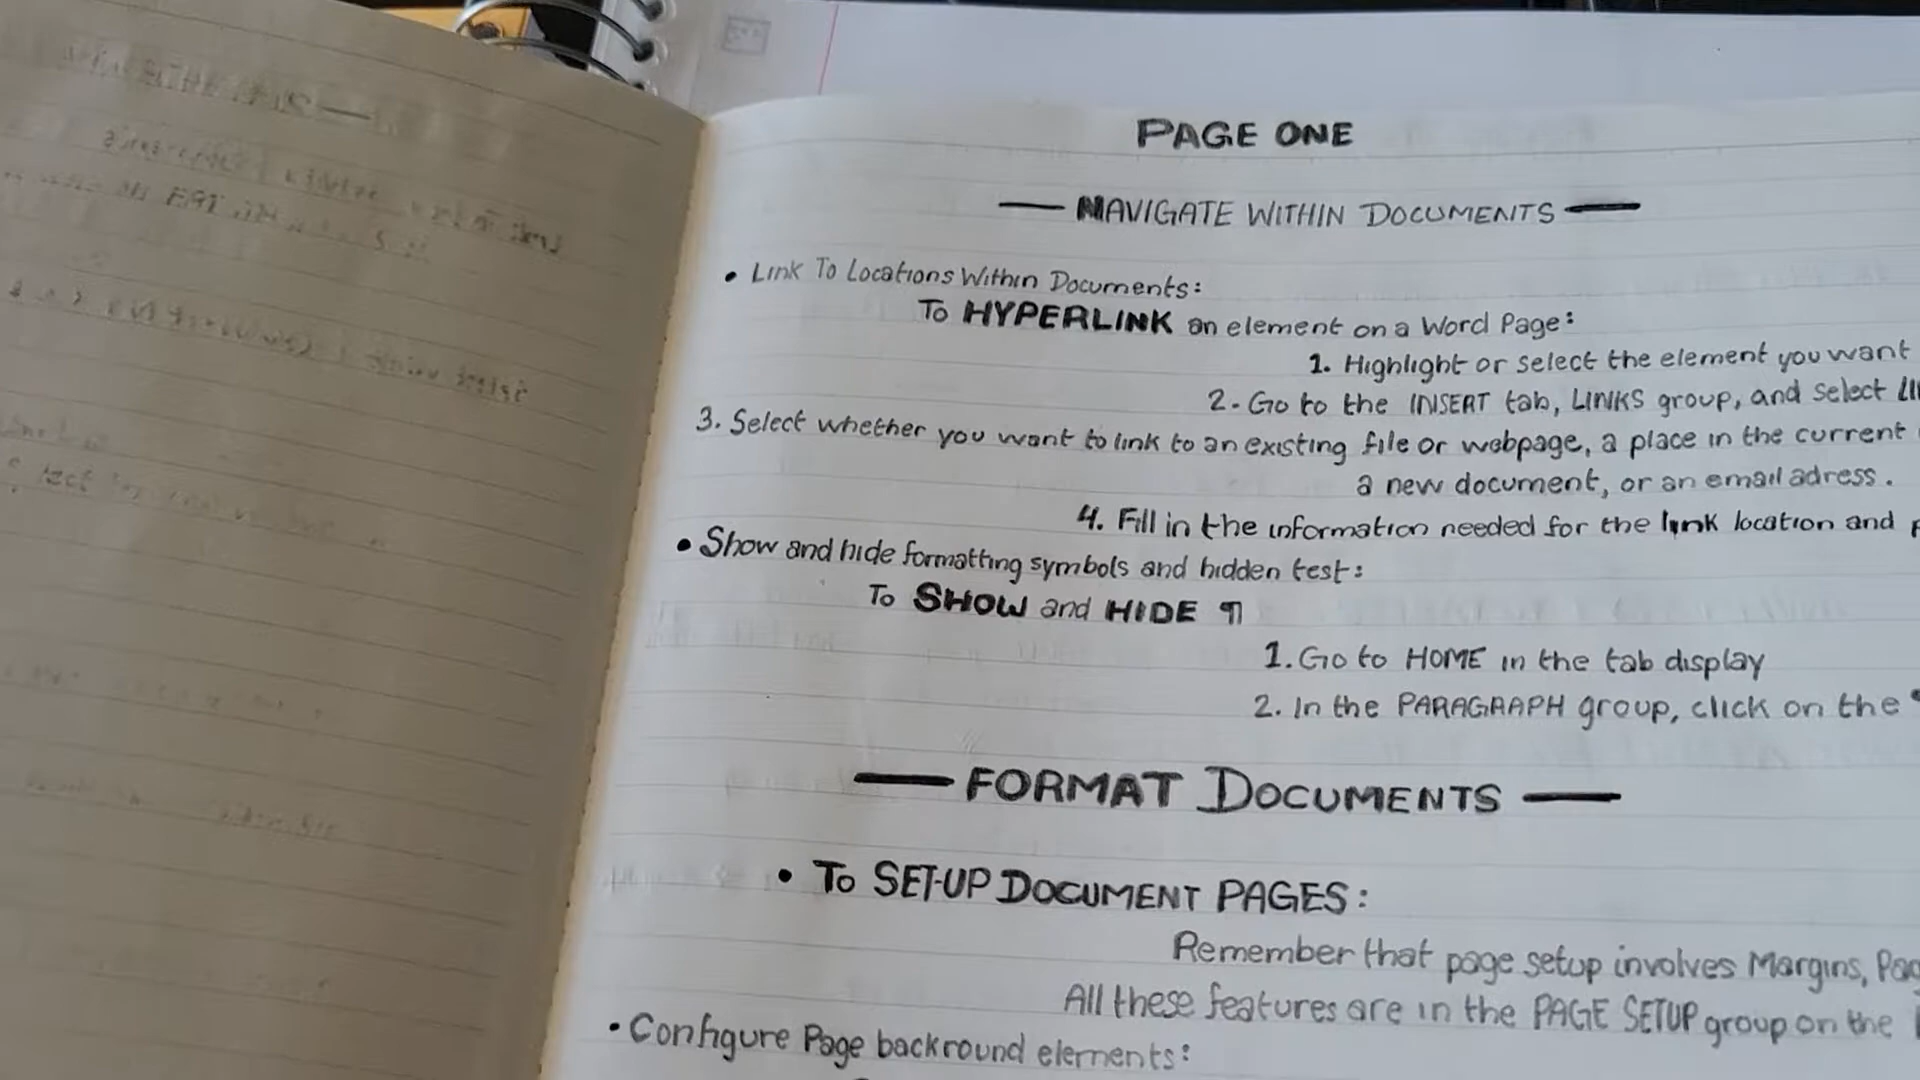 PAGE ONE
— NAVIGATE WITHIN DOCUMENTS —
• Link To Locations Within Documents:
To HYPERLINK an element on a Word Page:
1. Highlight or select the element you want
2. Go to the INSERT tab, LINKS group, and select
3. Select whether you want to link to an existing file or webpage, a place in the current
a new document, or an email adress.
4. Fill in the information needed for the link location and
• Show and hide formatting symbols and hidden test:
To SHOW and HIDE ¶
1. Go to HOME in the tab display
2. In the PARAGRAPH group, click on the
— FORMAT DOCUMENTS —
• To SET-UP DOCUMENT PAGES:
Remember that page setup involves Margins,
All these features are in the PAGE SETUP group on the
• Configure Page backround elements: